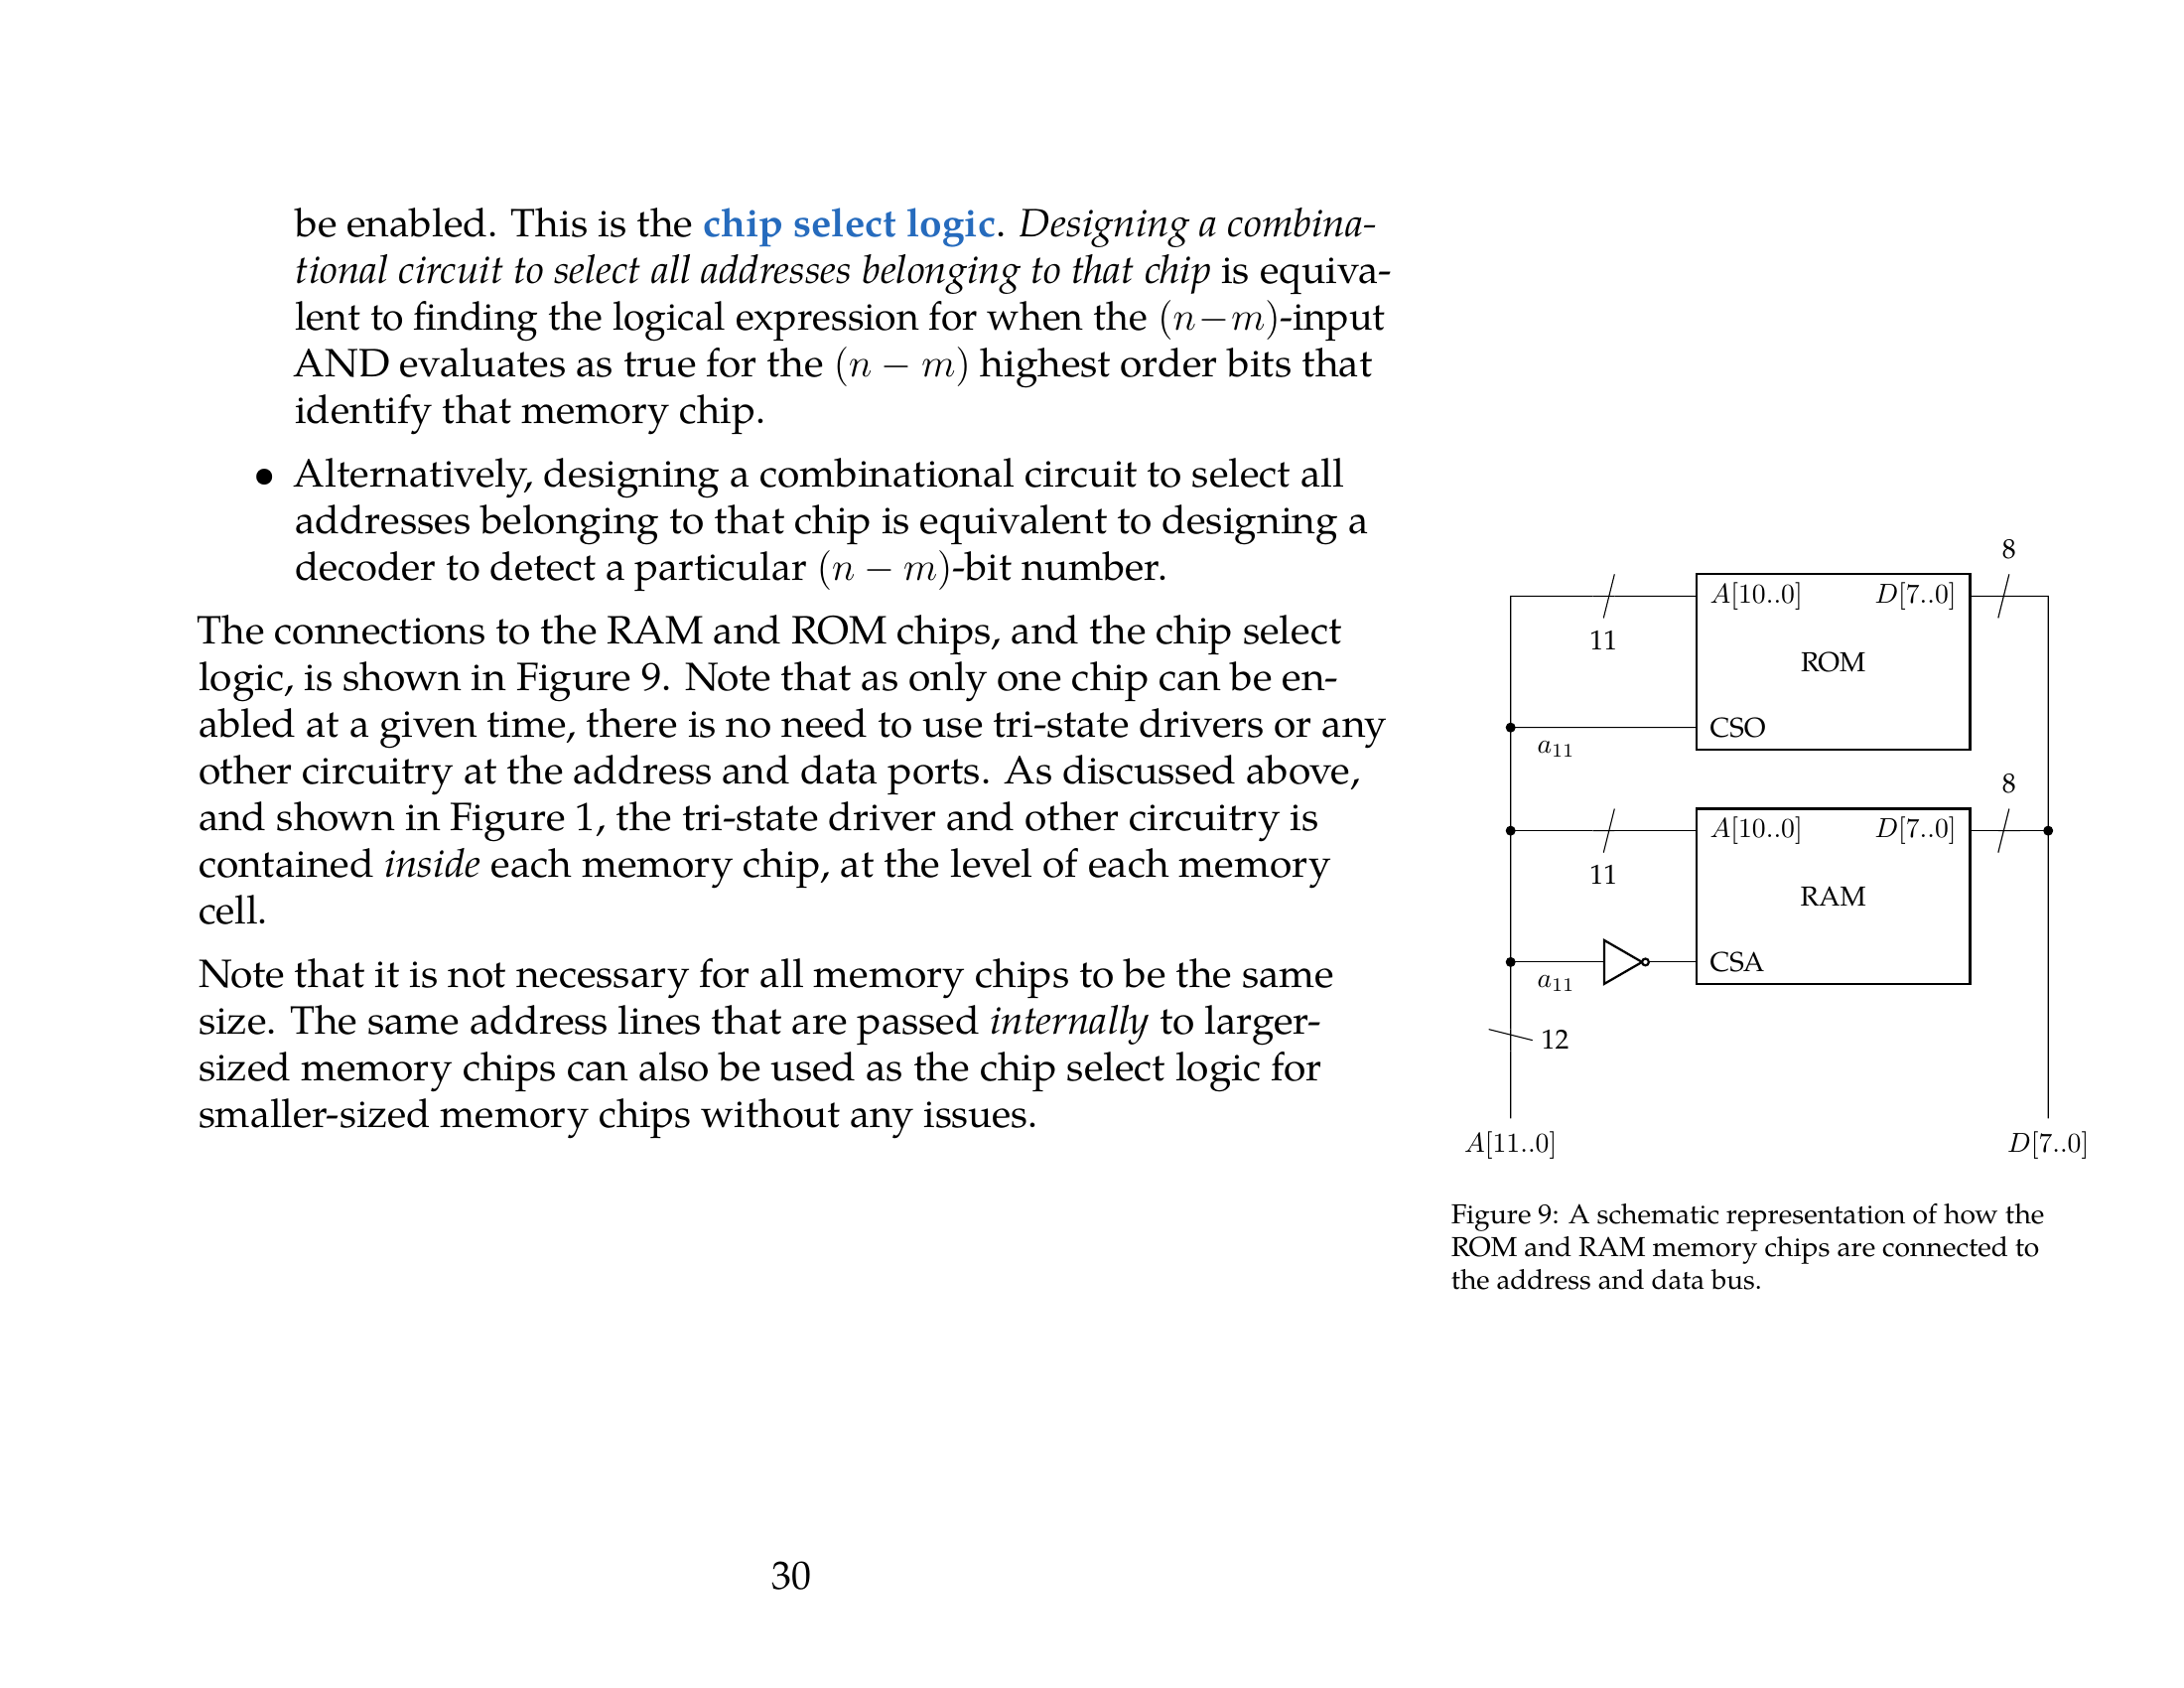 be enabled. This is the chip select logic. Designing a combina-
tional circuit to select all addresses belonging to that chip is equiva-
lent to finding the logical expression for when the (n−m)-input
AND evaluates as true for the (n − m) highest order bits that
identify that memory chip.
• Alternatively, designing a combinational circuit to select all
addresses belonging to that chip is equivalent to designing a
decoder to detect a particular (n − m)-bit number.
The connections to the RAM and ROM chips, and the chip select
logic, is shown in Figure 9. Note that as only one chip can be en-
abled at a given time, there is no need to use tri-state drivers or any
other circuitry at the address and data ports. As discussed above,
and shown in Figure 1, the tri-state driver and other circuitry is
contained inside each memory chip, at the level of each memory
cell.
Note that it is not necessary for all memory chips to be the same
size. The same address lines that are passed internally to larger-
sized memory chips can also be used as the chip select logic for
smaller-sized memory chips without any issues.
8
A[10..0] D[7..0]
11
ROM
CSO
a₁₁
8
A[10..0] D[7..0]
11
RAM
CSA
a₁₁
12
A[11..0] D[7..0]
Figure 9: A schematic representation of how the
ROM and RAM memory chips are connected to
the address and data bus.
30